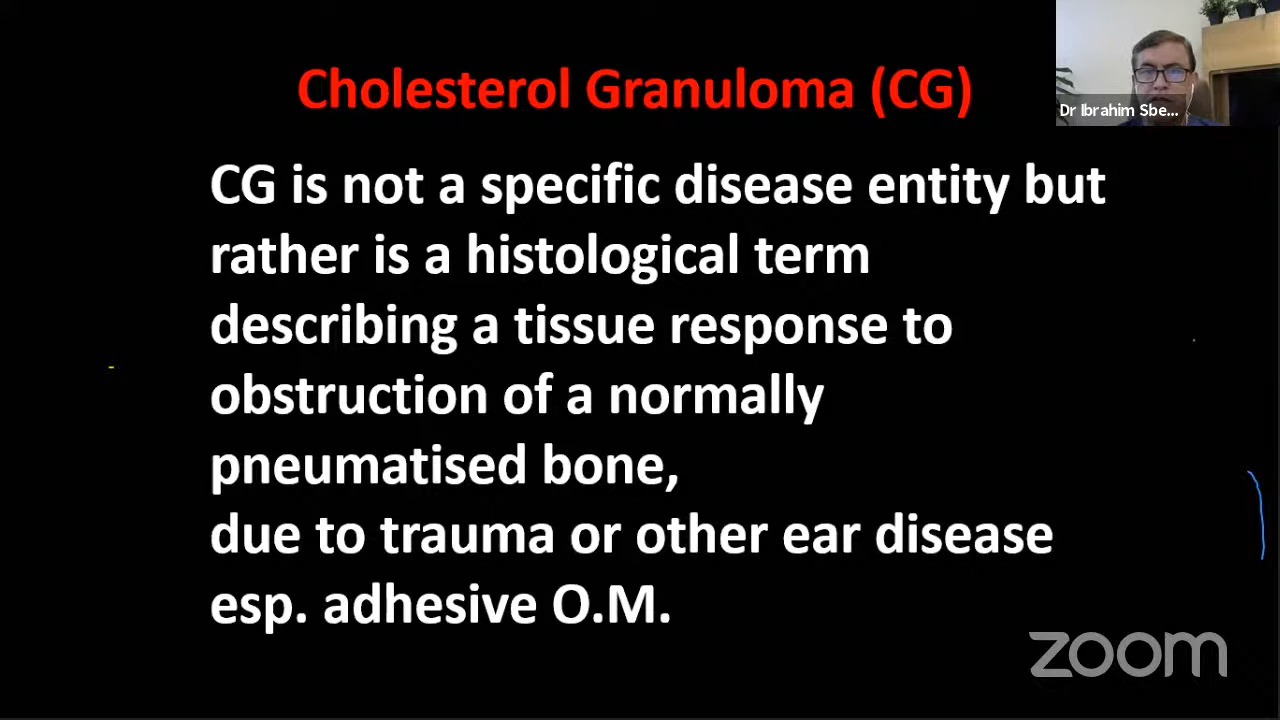 Cholesterol Granuloma (CG)
Dr Ibrahim Sbe...
CG is not a specific disease entity but
rather is a histological term
describing a tissue response to
obstruction of a normally
pneumatised bone,
due to trauma or other ear disease
esp. adhesive O.M.
zoom